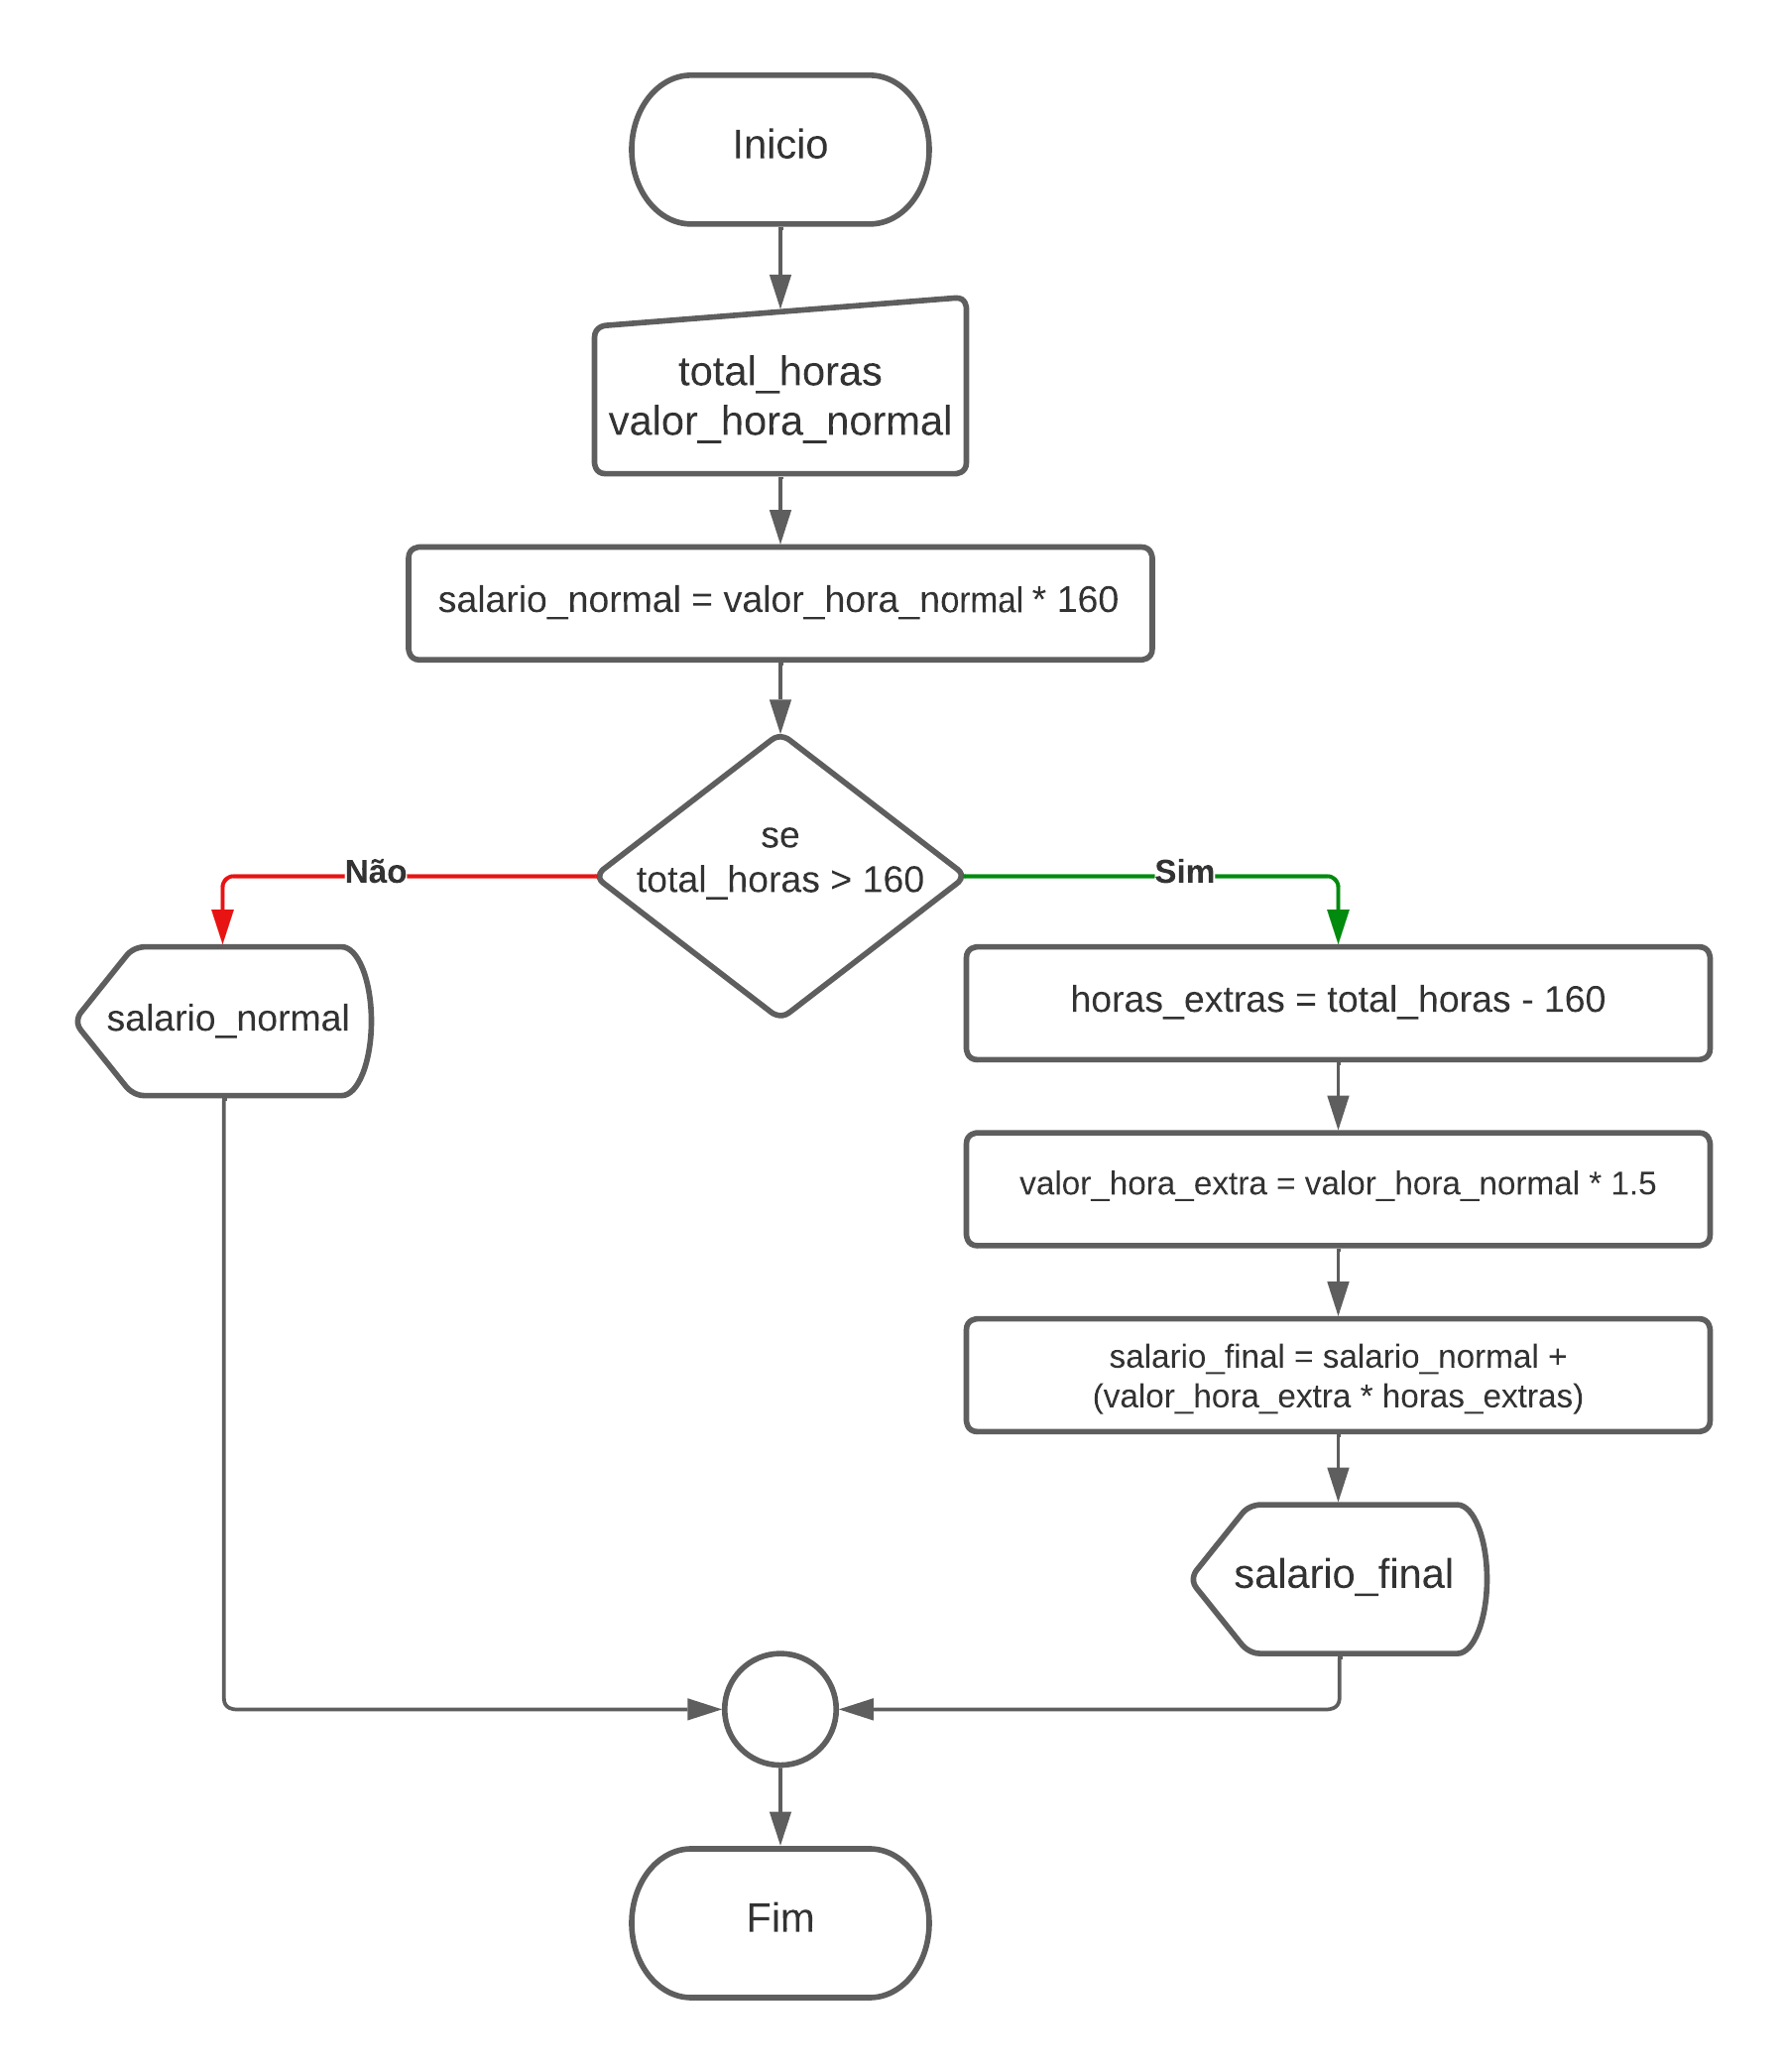 Inicio
total_horas
valor_hora_normal
salario_normal = valor_hora_normal * 160
se
total_horas > 160
Não
Sim
salario_normal
horas_extras = total_horas - 160
valor_hora_extra = valor_hora_normal * 1.5
salario_final = salario_normal +
(valor_hora_extra * horas_extras)
salario_final
Fim